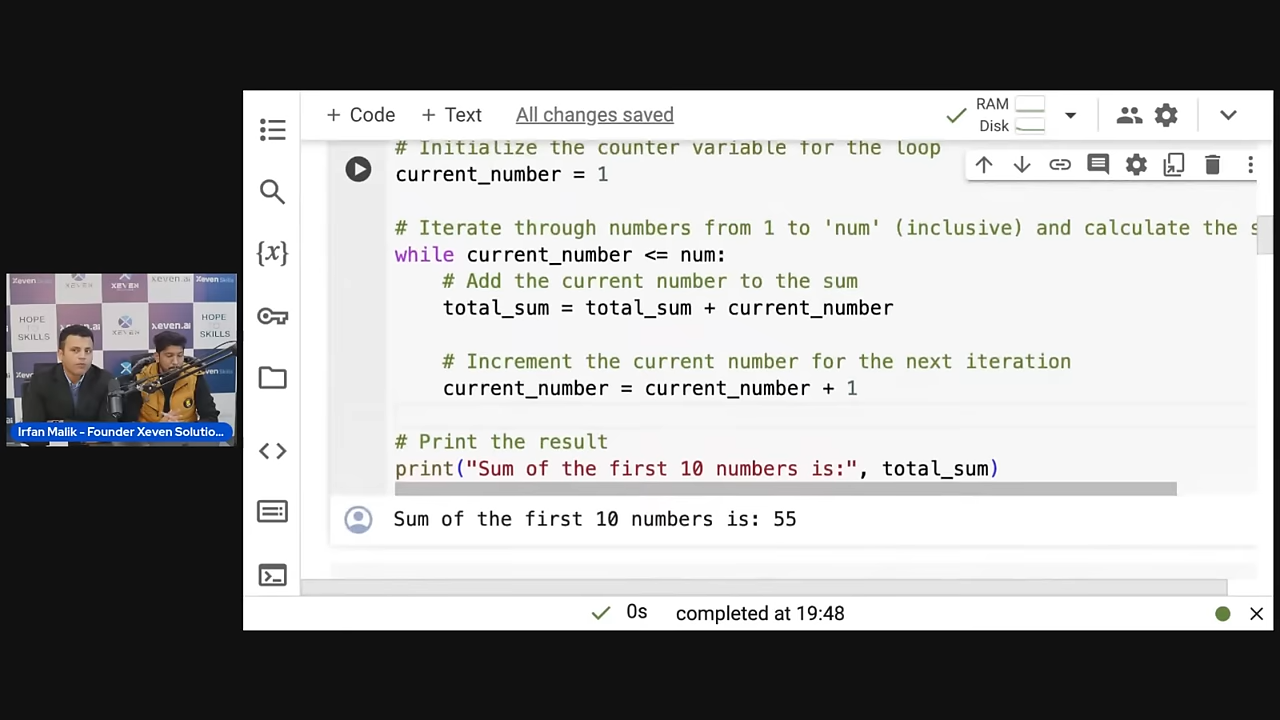 + Code
+ Text
All changes saved
RAM
Disk
# Initialize the counter variable for the loop
current_number = 1
# Iterate through numbers from 1 to 'num' (inclusive) and calculate the s
while current_number <= num:
# Add the current number to the sum
total_sum = total_sum + current_number
# Increment the current number for the next iteration
current_number = current_number + 1
# Print the result
print("Sum of the first 10 numbers is:", total_sum)
Sum of the first 10 numbers is: 55
0s completed at 19:48
{x}
HOPE
SKILLS
XEVEN
Xeven.ai
HOPE
SKILLS
Irfan Malik - Founder Xeven Solutio...